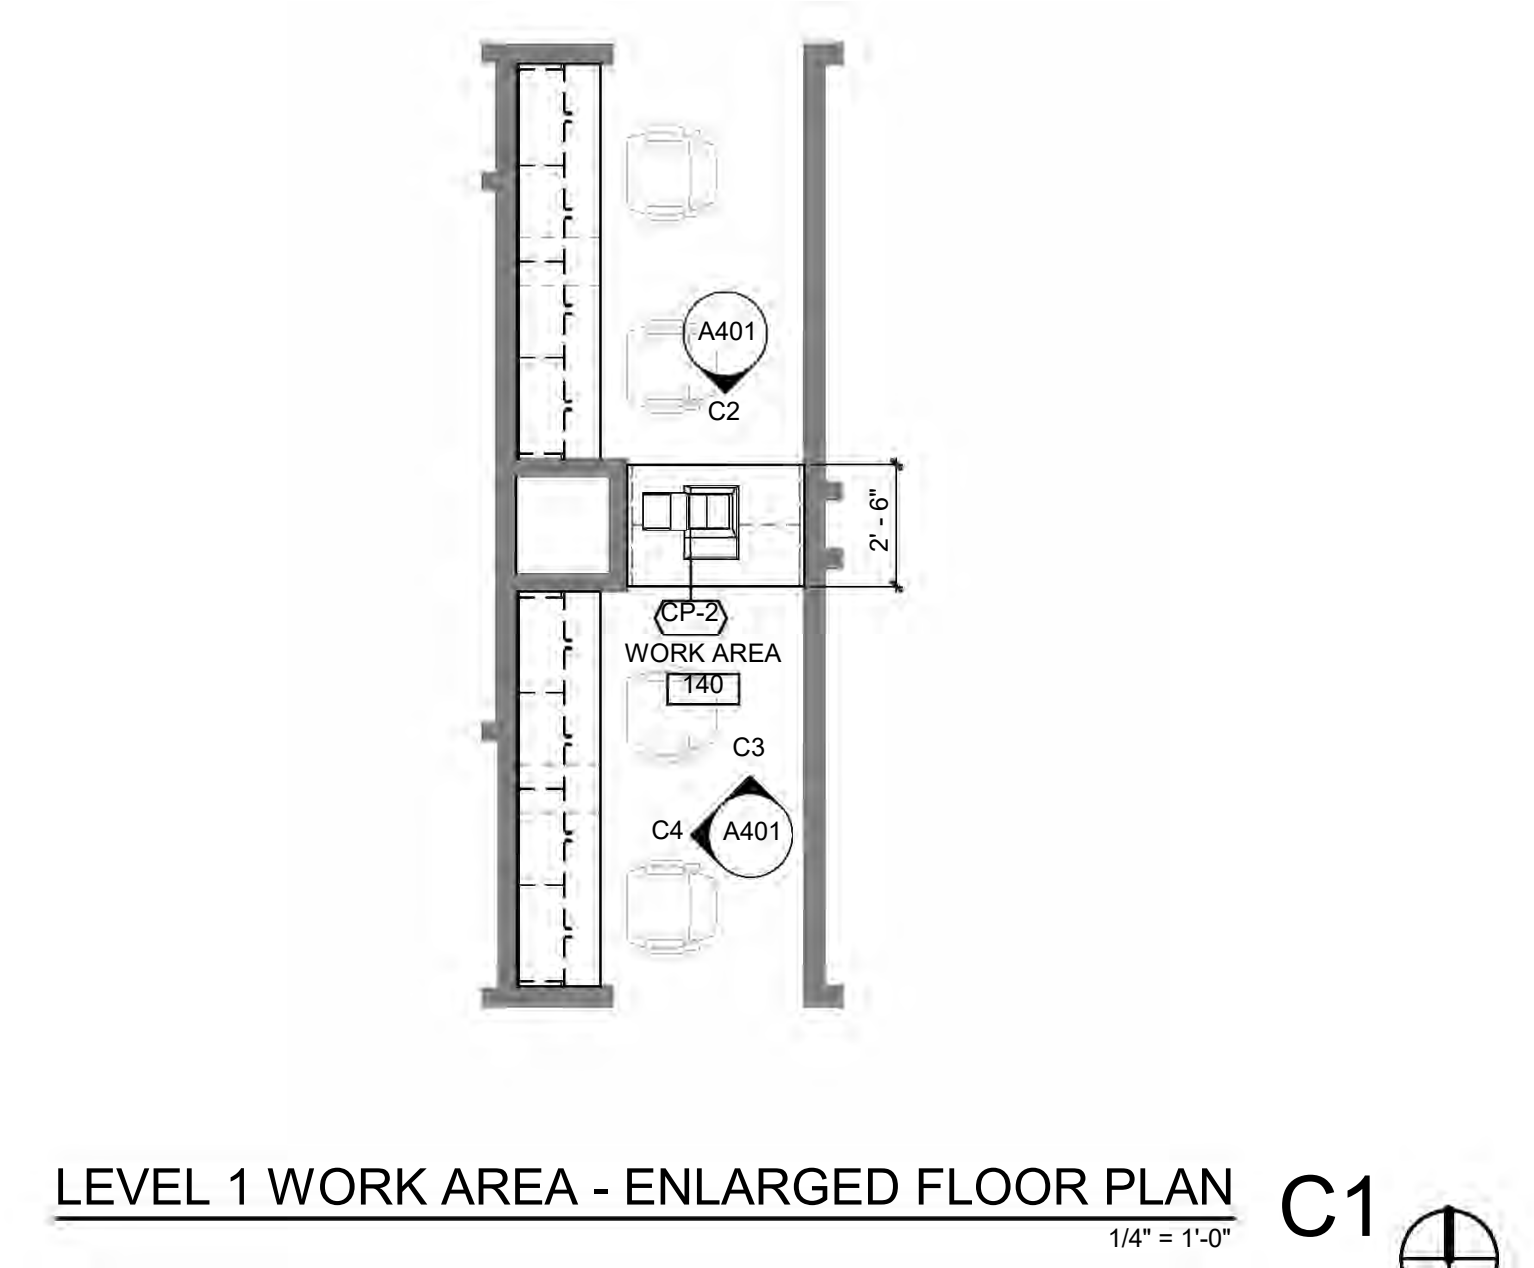 A401
C2
2' - 6"
CP-2
WORK AREA
140
C3
C4
A401
LEVEL 1 WORK AREA - ENLARGED FLOOR PLAN
C1
1/4" = 1'-0"